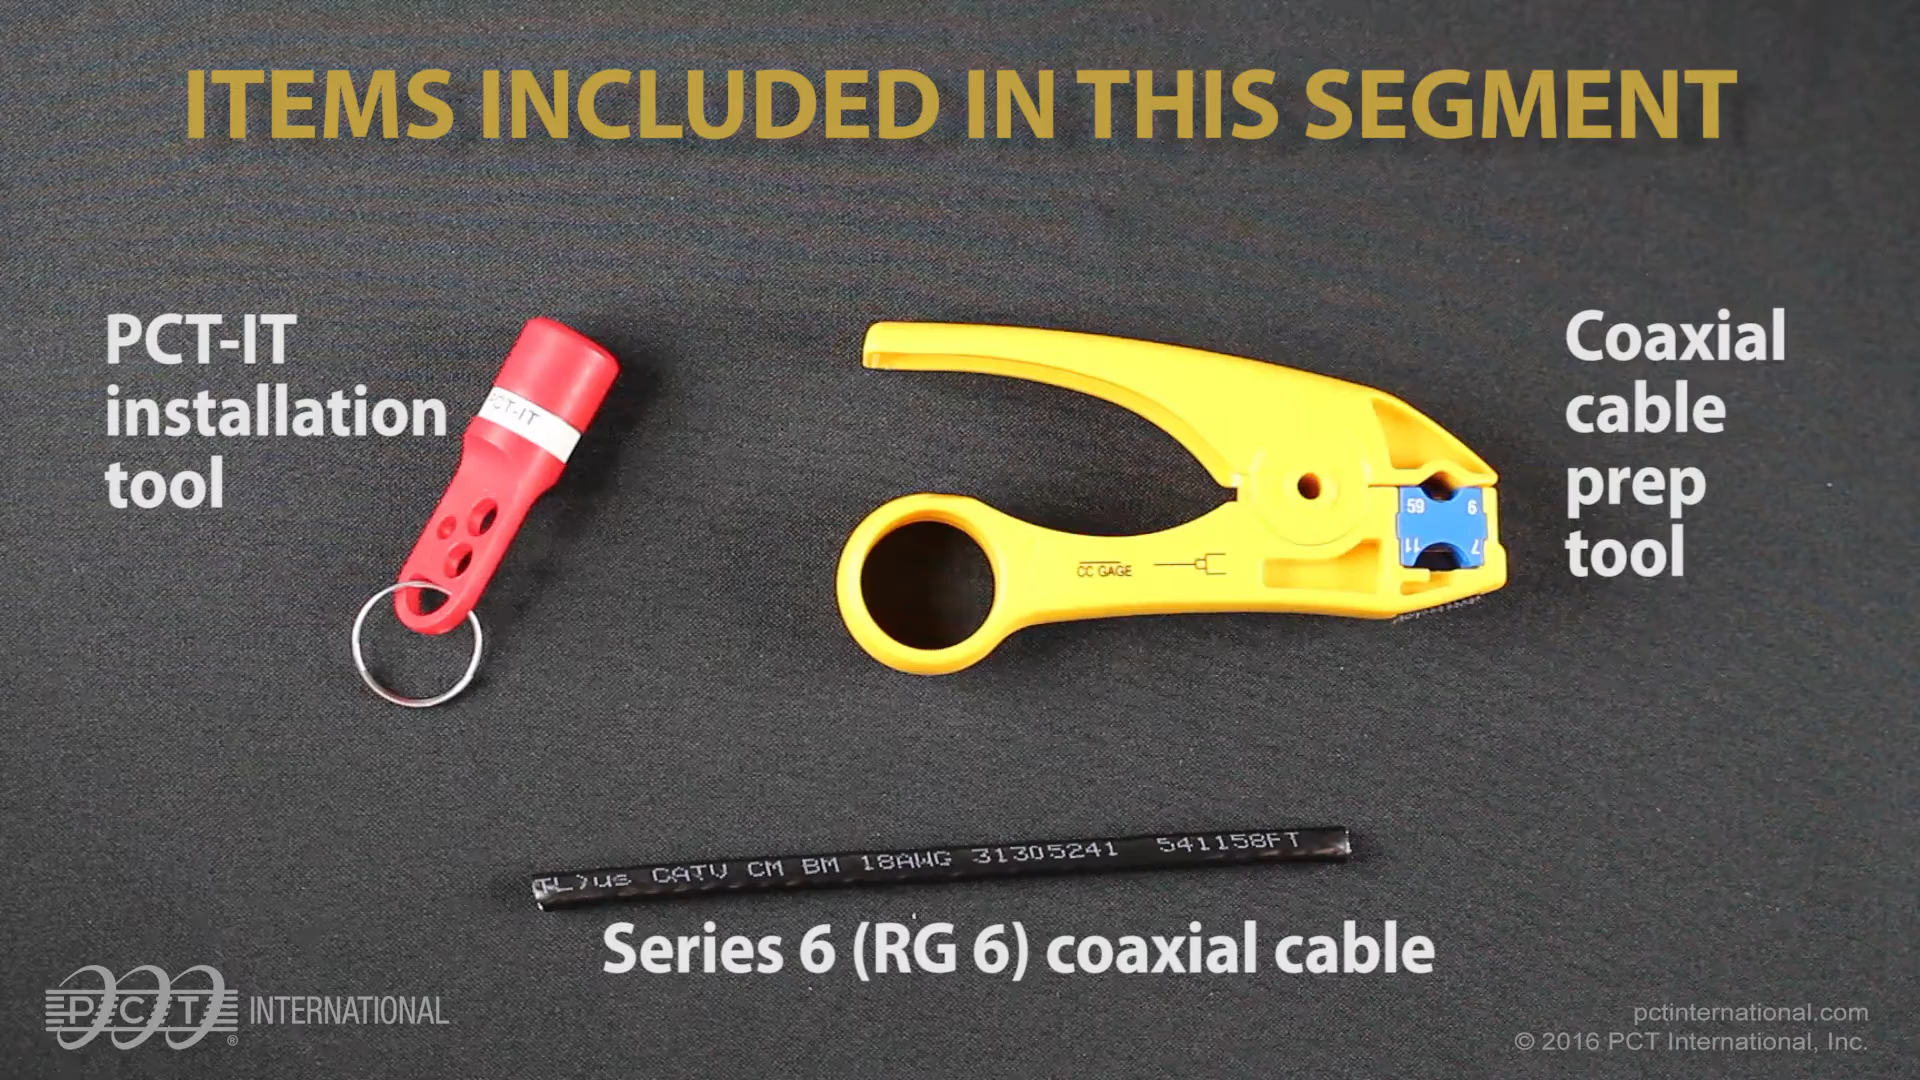 ITEMS INCLUDED IN THIS SEGMENT
PCT-IT
installation
tool
PCT-IT
Coaxial
cable
prep
tool
59 6
11 7
CC GAGE
TL)us CATV CM BM 18AWG 31305241 541158FT
Series 6 (RG 6) coaxial cable
PCT INTERNATIONAL
®
pctinternational.com
© 2016 PCT International, Inc.